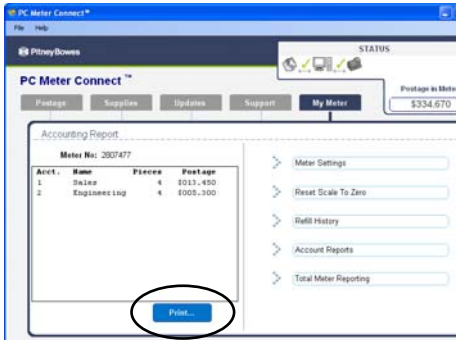 PC Meter Connect™
File Help
Pitney Bowes
STATUS
PC Meter Connect ™
Postage in Meter
Postage Supplies Updates Support My Meter
$334.670
Accounting Report
Meter No: 2807477
Acct. Name Pieces Postage
1 Sales 4 $013.450
2 Engineering 4 $005.300
Print...
Meter Settings
Reset Scale To Zero
Refill History
Account Reports
Total Meter Reporting